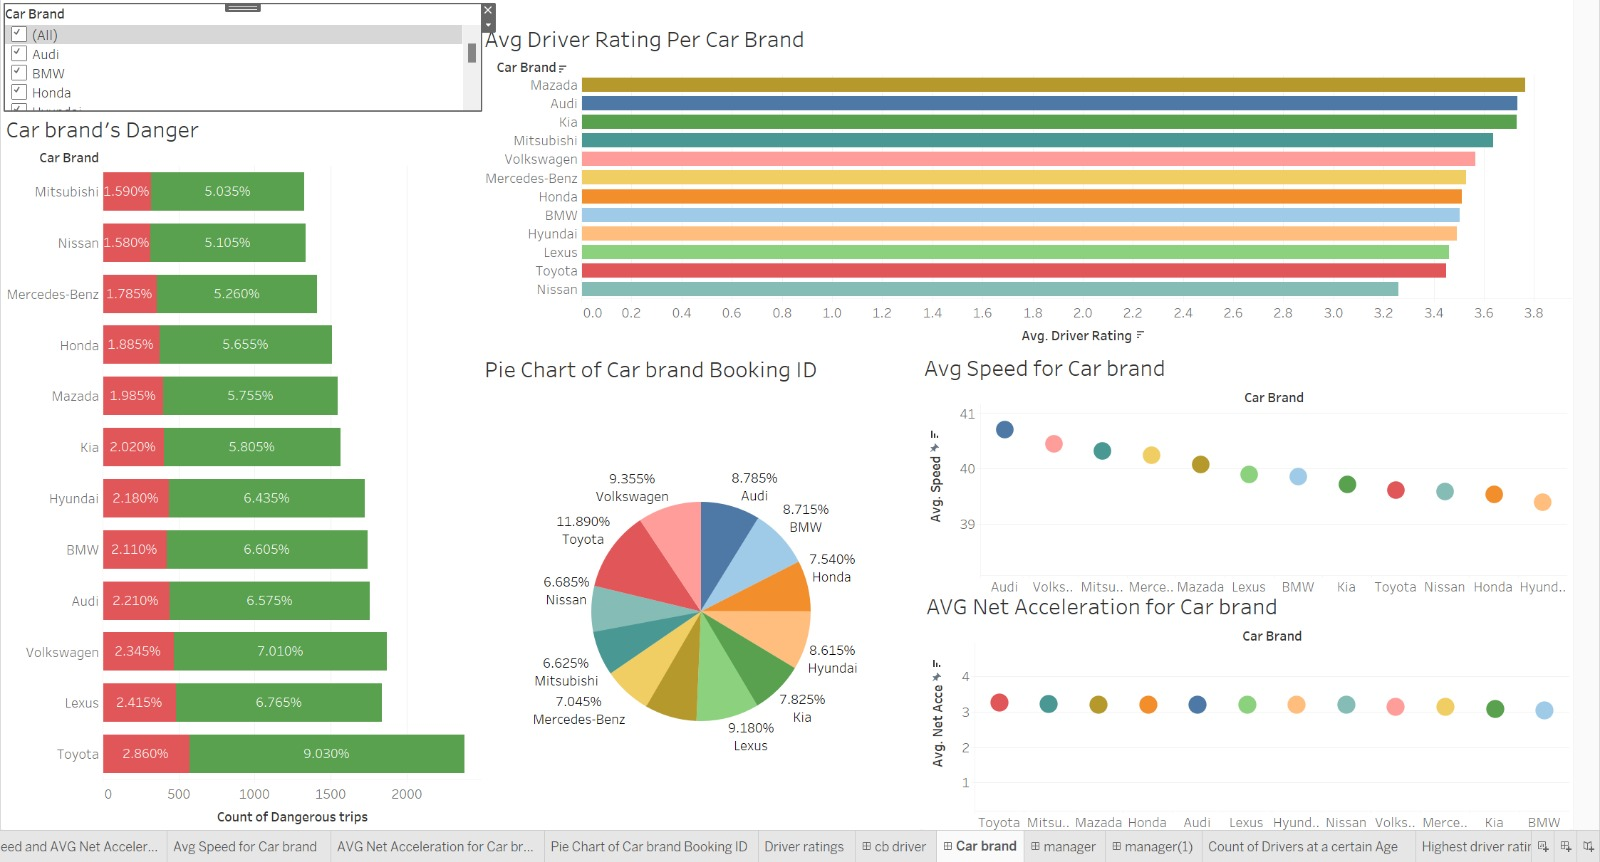 Car Brand
(All)
Audi
BMW
Honda
Hyundai
Car brand's Danger
Car Brand
Mitsubishi 1.590% 5.035%
Nissan 1.580% 5.105%
Mercedes-Benz 1.785% 5.260%
Honda 1.885% 5.655%
Mazada 1.985% 5.755%
Kia 2.020% 5.805%
Hyundai 2.180% 6.435%
BMW 2.110% 6.605%
Audi 2.210% 6.575%
Volkswagen 2.345% 7.010%
Lexus 2.415% 6.765%
Toyota 2.860% 9.030%
0 500 1000 1500 2000
Count of Dangerous trips
Avg Driver Rating Per Car Brand
Car Brand
Mazada
Audi
Kia
Mitsubishi
Volkswagen
Mercedes-Benz
Honda
BMW
Hyundai
Lexus
Toyota
Nissan
0.0 0.2 0.4 0.6 0.8 1.0 1.2 1.4 1.6 1.8 2.0 2.2 2.4 2.6 2.8 3.0 3.2 3.4 3.6 3.8
Avg. Driver Rating
Pie Chart of Car brand Booking ID
9.355%
Volkswagen
8.785%
Audi
8.715%
BMW
11.890%
Toyota
7.540%
Honda
6.685%
Nissan
8.615%
Hyundai
6.625%
Mitsubishi
7.825%
Kia
7.045%
Mercedes-Benz
9.180%
Lexus
Avg Speed for Car brand
Car Brand
Avg. Speed
41
40
39
Audi Volks.. Mitsu.. Merce.. Mazada Lexus BMW Kia Toyota Nissan Honda Hyund..
AVG Net Acceleration for Car brand
Car Brand
Avg. Net Acce
4
3
2
1
Toyota Mitsu.. Mazada Honda Audi Lexus Hyund.. Nissan Volks.. Merce.. Kia BMW
eed and AVG Net Acceler... Avg Speed for Car brand AVG Net Acceleration for Car br... Pie Chart of Car brand Booking ID Driver ratings cb driver Car brand manager manager(1) Count of Drivers at a certain Age Highest driver ratin